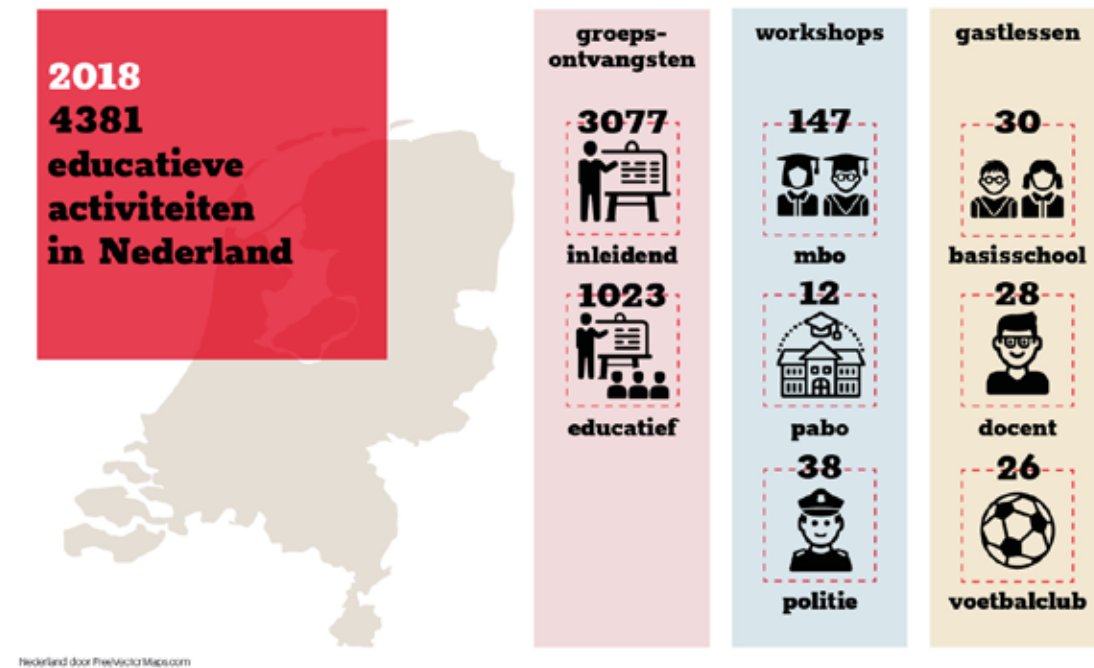 2018
4381
educatieve
activiteiten
in Nederland
groeps-
ontvangsten
3077
inleidend
1023
educatief
workshops
147
mbo
12
pabo
38
politie
gastlessen
30
basisschool
28
docent
26
voetbalclub
Nederland door FreeVectorMaps.com